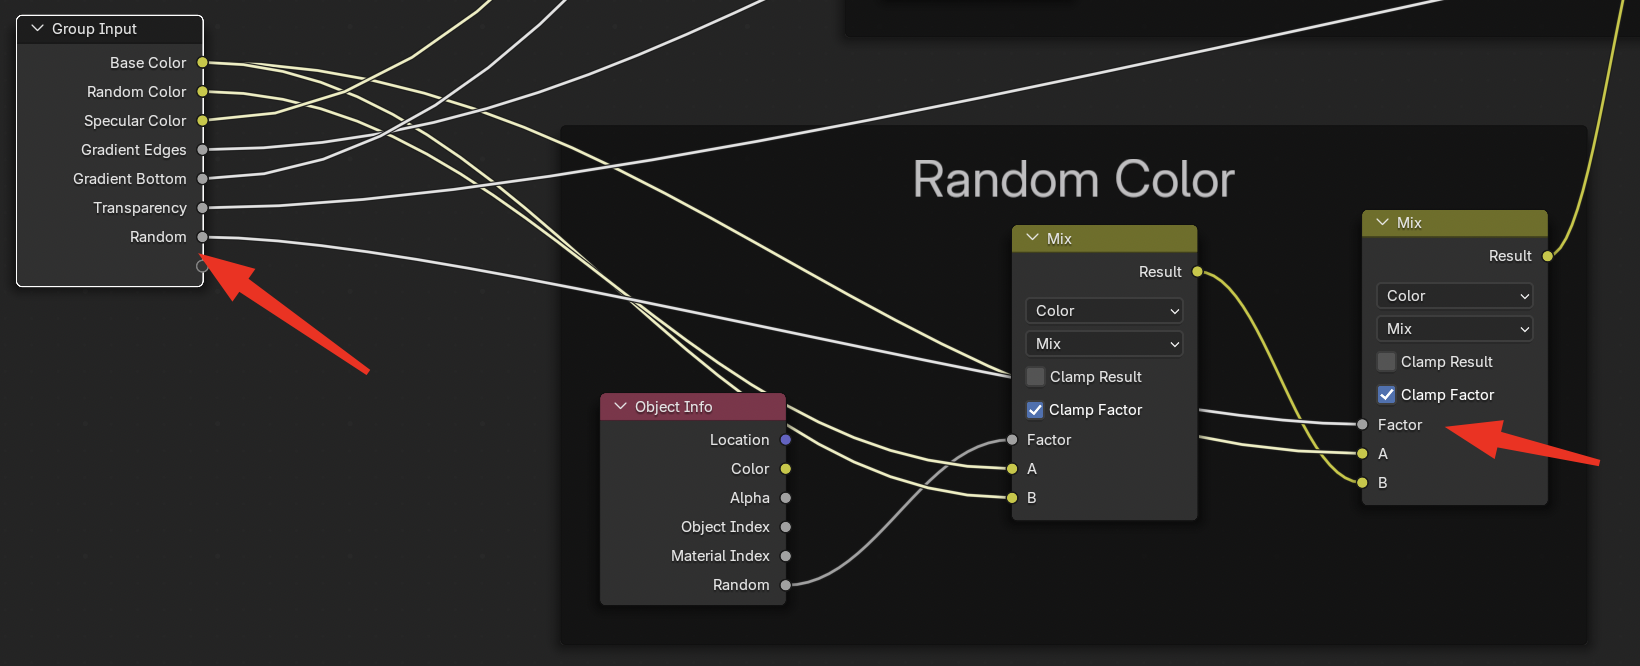 Group Input
Base Color
Random Color
Specular Color
Gradient Edges
Gradient Bottom
Transparency
Random
Random Color
Mix
Result
Color
Mix
Clamp Result
Clamp Factor
Factor
A
B
Mix
Result
Color
Mix
Clamp Result
Clamp Factor
Factor
A
B
Object Info
Location
Color
Alpha
Object Index
Material Index
Random